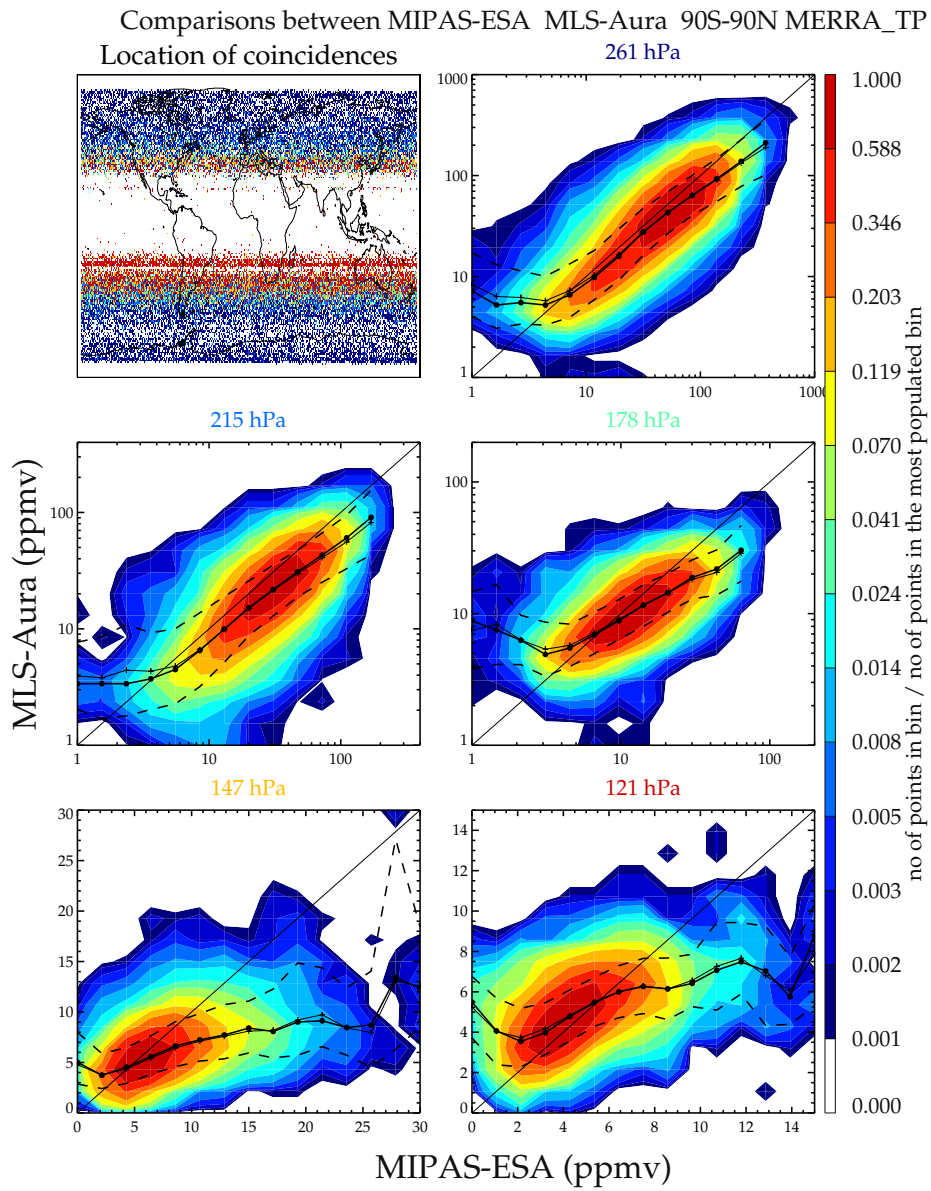 Comparisons between MIPAS-ESA MLS-Aura 90S-90N MERRA_TP
Location of coincidences
261 hPa
1000
100
10
1
1 10 100 1000
215 hPa
100
10
1
1 10 100
178 hPa
100
10
1
1 10 100
147 hPa
30
25
20
15
10
5
0
0 5 10 15 20 25 30
121 hPa
14
12
10
8
6
4
2
0
0 2 4 6 8 10 12 14
MLS-Aura (ppmv)
MIPAS-ESA (ppmv)
1.000
0.588
0.346
0.203
0.119
0.070
0.041
0.024
0.014
0.008
0.005
0.003
0.002
0.001
0.000
no of points in bin / no of points in the most populated bin